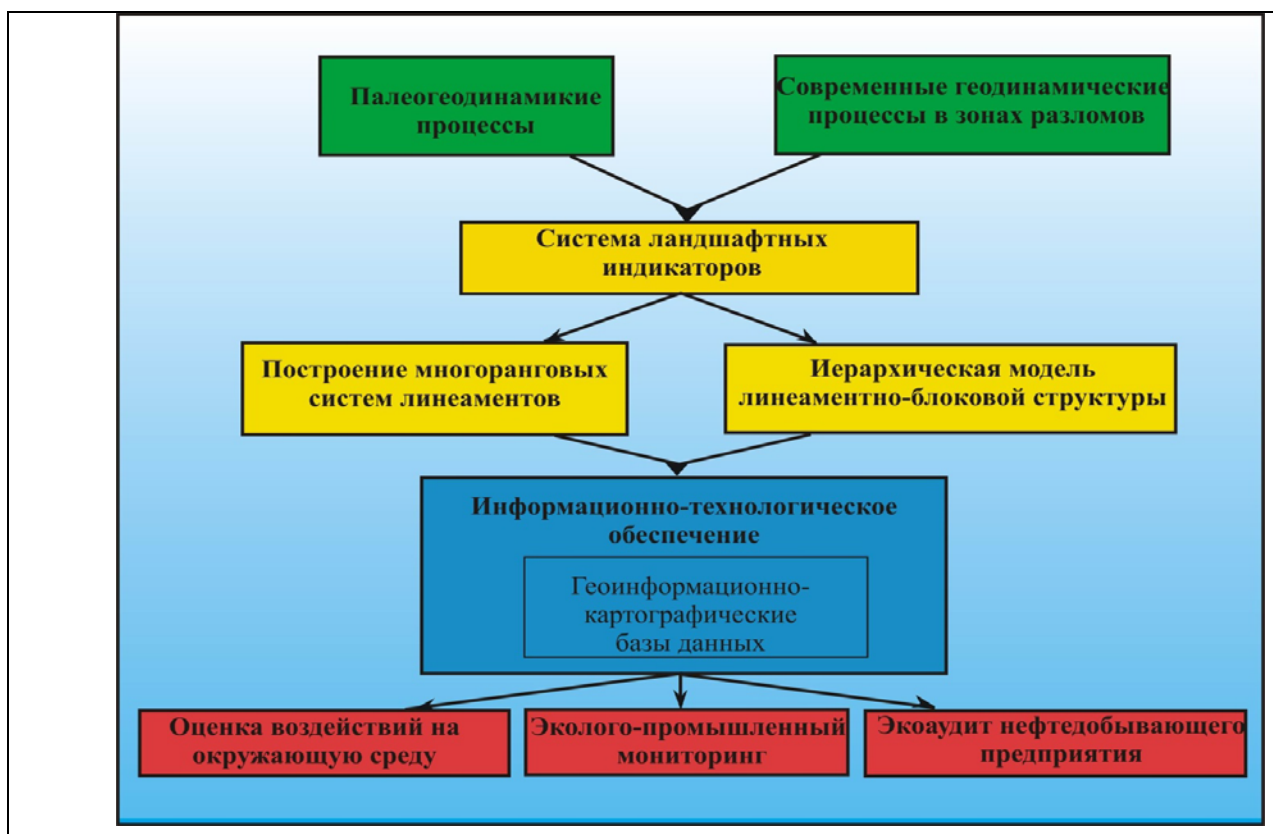 Палеогеодинамикие
процессы
Современные геодинамические
процессы в зонах разломов
Система ландшафтных
индикаторов
Построение многоранговых
систем линеаментов
Иерархическая модель
линеаментно-блоковой структуры
Информационно-технологическое
обеспечение
Геоинформационно-
картографические
базы данных
Оценка воздействий на
окружающую среду
Эколого-промышленный
мониторинг
Экоаудит нефтедобывающего
предприятия